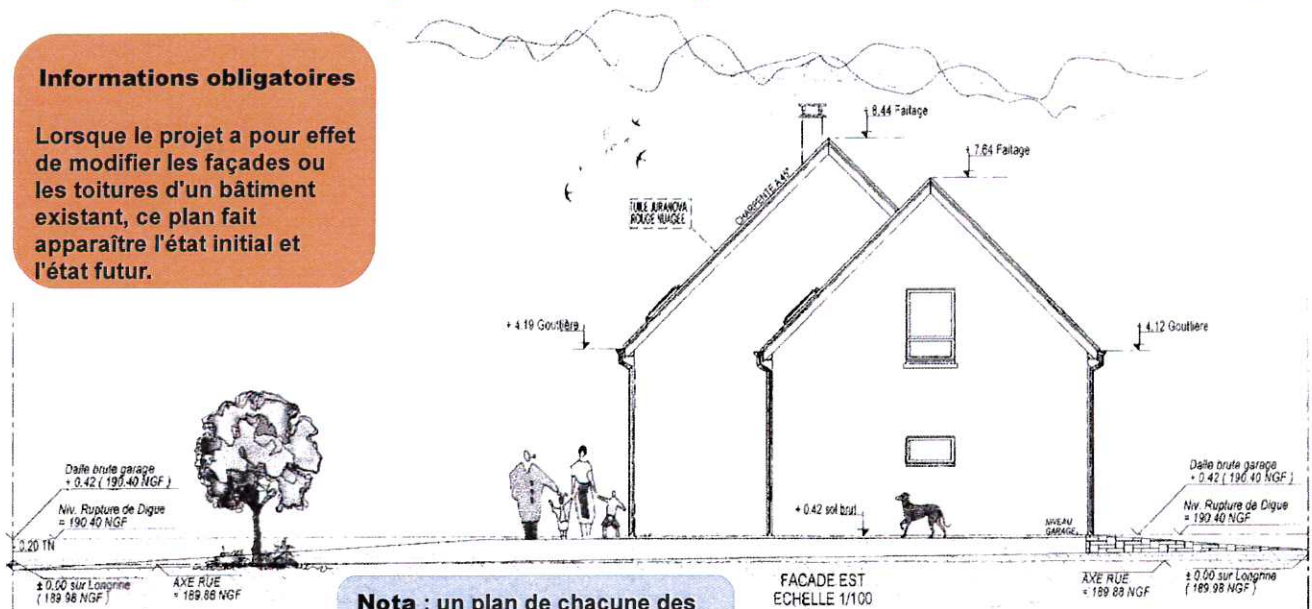 Informations obligatoires
Lorsque le projet a pour effet
de modifier les façades ou
les toitures d'un bâtiment
existant, ce plan fait
apparaître l'état initial et
l'état futur.
+ 8.44 Faitage
+ 7.64 Faitage
CHARPENTE A 45°
TUILE JURANOVA
ROUGE NUAGEE
+ 4.19 Gouttière
+ 4.12 Gouttière
Dalle brute garage
+ 0.42 ( 190.40 NGF )
Niv. Rupture de Digue
= 190.40 NGF
- 0.20 TN
± 0.00 sur Longrine
( 189.98 NGF )
AXE RUE
= 189.88 NGF
+ 0.42 sol brut
NIVEAU
GARAGE
Dalle brute garage
+ 0.42 ( 190.40 NGF )
Niv. Rupture de Digue
= 190.40 NGF
AXE RUE
= 189.88 NGF
± 0.00 sur Longrine
( 189.98 NGF )
FACADE EST
ECHELLE 1/100
Nota : un plan de chacune des